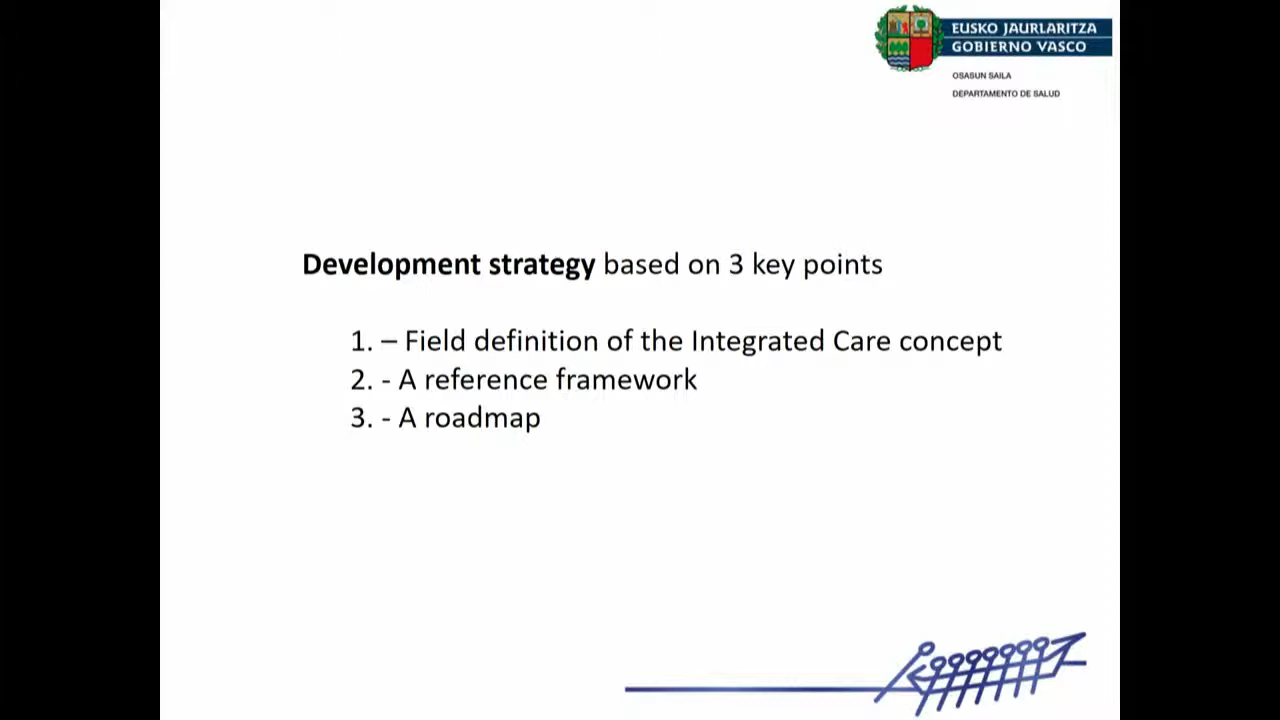 EUSKO JAURLARITZA
GOBIERNO VASCO
OSASUN SAILA
DEPARTAMENTO DE SALUD
Development strategy based on 3 key points
1. – Field definition of the Integrated Care concept
2. - A reference framework
3. - A roadmap